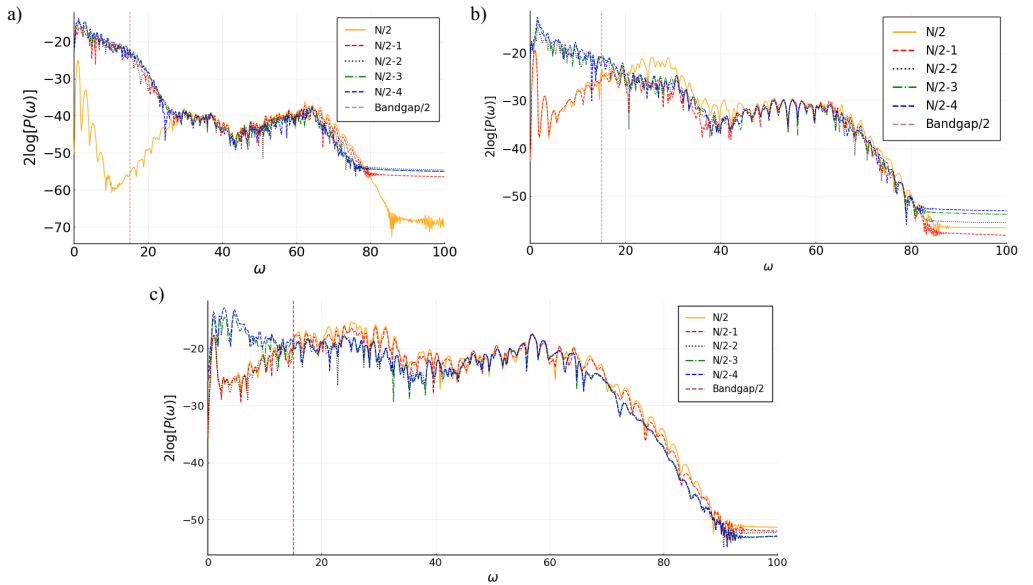 a)
2log[P(ω)]
−20
−30
−40
−50
−60
−70
0
20
40
60
80
100
ω
N/2
N/2-1
N/2-2
N/2-3
N/2-4
Bandgap/2
b)
2log[P(ω)]
−20
−30
−40
−50
0
20
40
60
80
100
ω
N/2
N/2-1
N/2-2
N/2-3
N/2-4
Bandgap/2
c)
2log[P(ω)]
−20
−30
−40
−50
0
20
40
60
80
100
ω
N/2
N/2-1
N/2-2
N/2-3
N/2-4
Bandgap/2